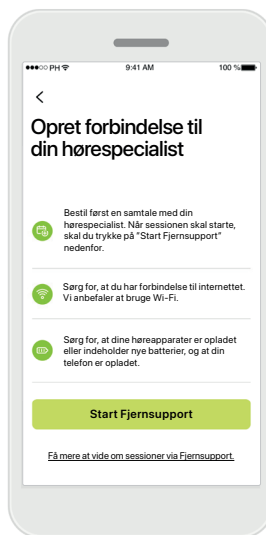 PH 9:41 AM 100 %
Opret forbindelse til
din hørespecialist
Bestil først en samtale med din
hørespecialist. Når sessionen skal starte,
skal du trykke på "Start Fjernsupport"
nedenfor.
Sørg for, at du har forbindelse til internettet.
Vi anbefaler at bruge Wi-Fi.
Sørg for, at dine høreapparater er opladet
eller indeholder nye batterier, og at din
telefon er opladet.
Start Fjernsupport
Få mere at vide om sessioner via Fjernsupport.